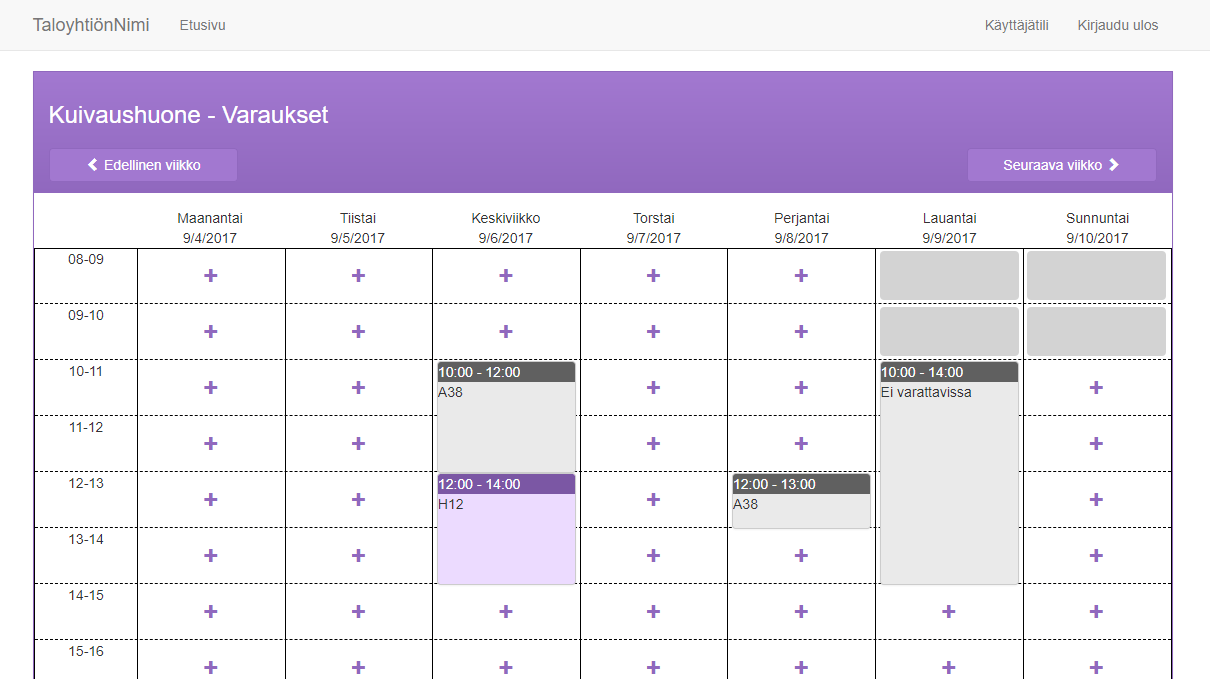 TaloyhtiönNimi Etusivu Käyttäjätili Kirjaudu ulos
Kuivaushuone - Varaukset
Edellinen viikko Seuraava viikko
Maanantai Tiistai Keskiviikko Torstai Perjantai Lauantai Sunnuntai
9/4/2017 9/5/2017 9/6/2017 9/7/2017 9/8/2017 9/9/2017 9/10/2017
08-09
09-10
10-11 10:00 - 12:00 10:00 - 14:00
A38 Ei varattavissa
11-12
12-13 12:00 - 14:00 12:00 - 13:00
H12 A38
13-14
14-15
15-16